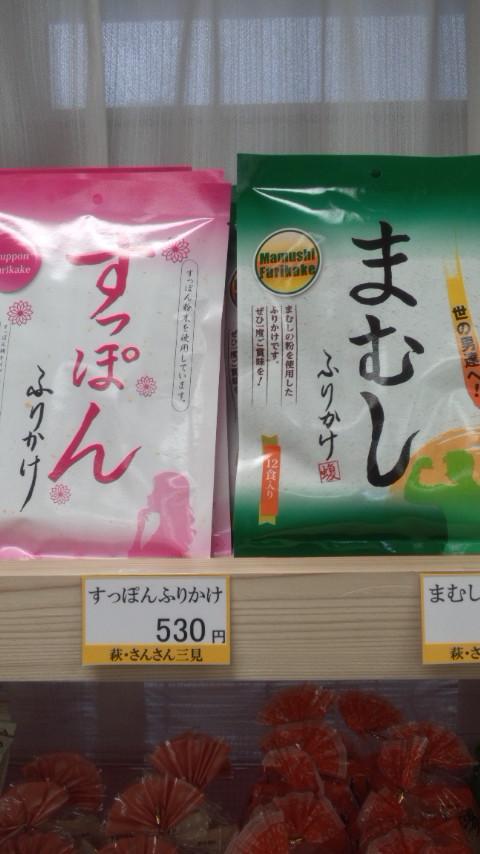 uppon
urikake
すっぽん
ふりかけ
すっぽん粉末を使用しています。
Mamushi
Furikake
まむし
ふりかけ
まむしの粉を使用した
ふりかけです。
ぜひ一度ご賞味を！
世の男達へ！
12食入り
すっぽんふりかけ
530円
萩・さんさん三見
まむし
萩・さ